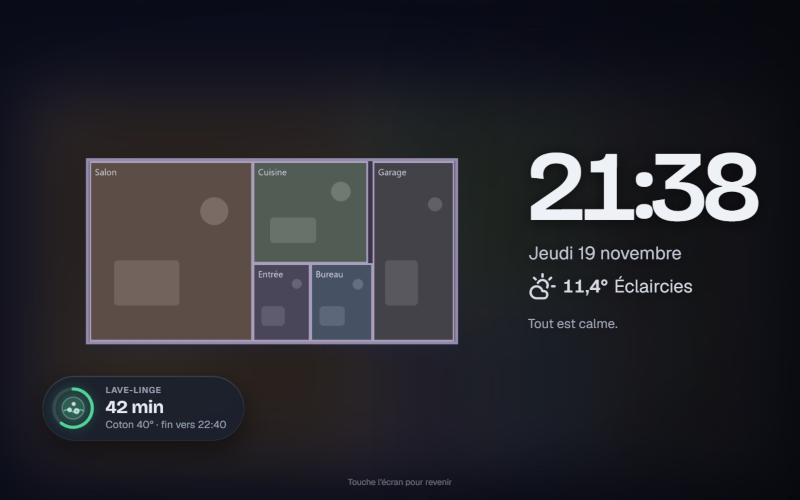 Salon
Cuisine
Garage
Entrée
Bureau
21:38
Jeudi 19 novembre
11,4° Éclaircies
Tout est calme.
LAVE-LINGE
42 min
Coton 40° · fin vers 22:40
Touche l'écran pour revenir